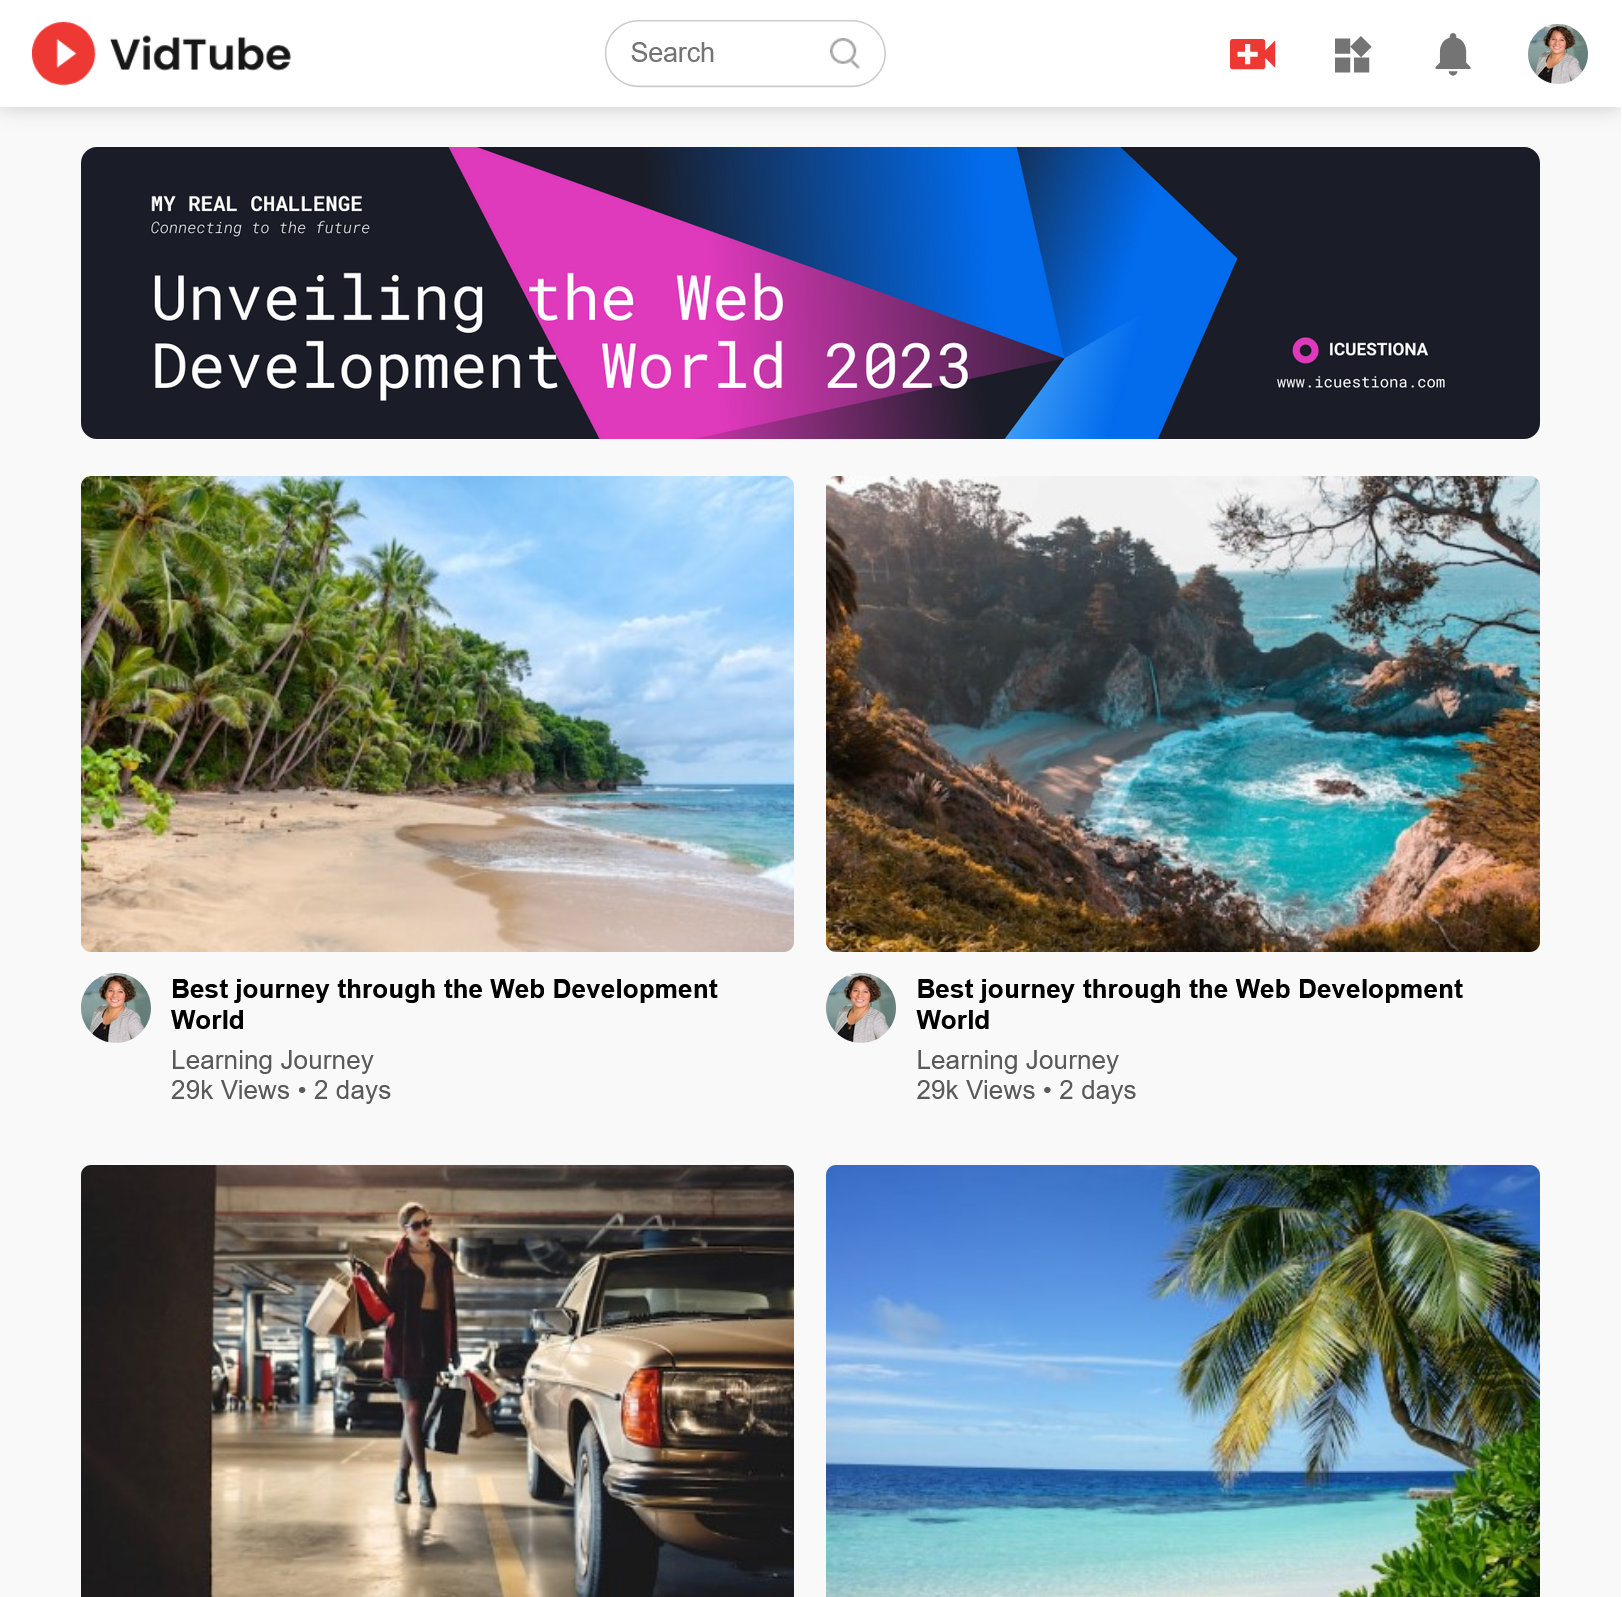 VidTube
Search
MY REAL CHALLENGE
Connecting to the future
Unveiling the Web
Development World 2023
ICUESTIONA
www.icuestiona.com
Best journey through the Web Development
World
Learning Journey
29k Views • 2 days
Best journey through the Web Development
World
Learning Journey
29k Views • 2 days